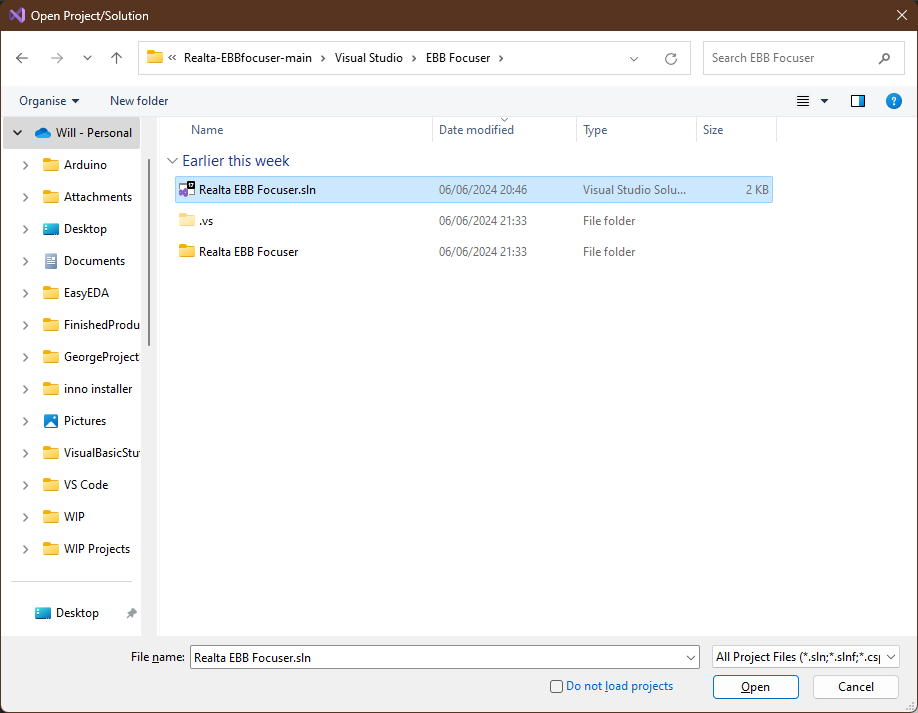 Open Project/Solution
« Realta-EBBfocuser-main > Visual Studio > EBB Focuser >
Search EBB Focuser
Organise New folder
?
Name Date modified Type Size
Will - Personal
Arduino
Attachments
Desktop
Documents
EasyEDA
FinishedProdu
GeorgeProject
inno installer
Pictures
VisualBasicStu
VS Code
WIP
WIP Projects
Desktop
Earlier this week
Realta EBB Focuser.sln 06/06/2024 20:46 Visual Studio Solu... 2 KB
.vs 06/06/2024 21:33 File folder
Realta EBB Focuser 06/06/2024 21:33 File folder
File name: Realta EBB Focuser.sln All Project Files (*.sln;*.slnf;*.csp
Do not load projects
Open Cancel